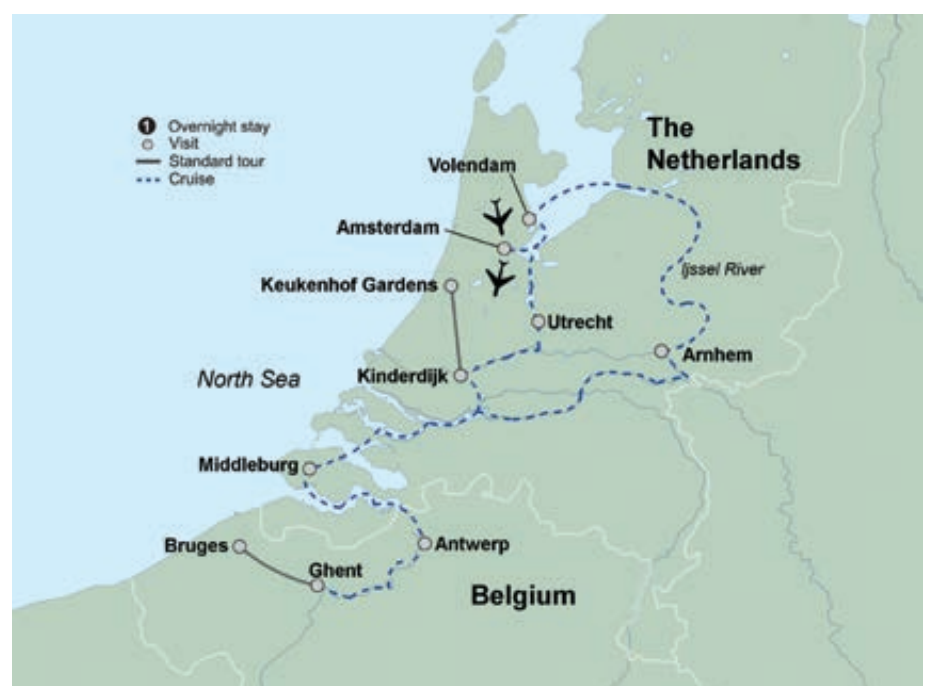 1 Overnight stay
Visit
Standard tour
Cruise
The
Netherlands
Volendam
Amsterdam
Keukenhof Gardens
Ijssel River
Utrecht
Arnhem
Kinderdijk
North Sea
Middleburg
Bruges
Antwerp
Ghent
Belgium